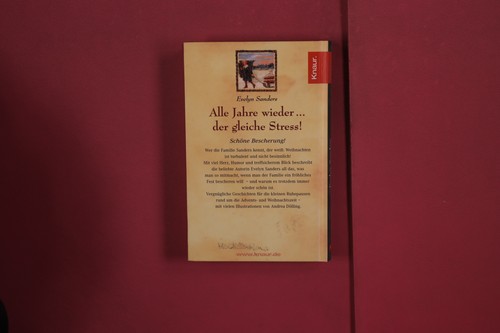 Knaur.
Evelyn Sanders
Alle Jahre wieder ...
der gleiche Stress!
Schöne Bescherung!
Wer die Familie Sanders kennt, der weiß: Weihnachten
ist turbulent und nicht besinnlich!
Mit viel Herz, Humor und treffsicherem Blick beschreibt
die beliebte Autorin Evelyn Sanders all das, was
man so mitmacht, wenn man der Familie ein fröhliches
Fest bescheren will – und warum es trotzdem immer
wieder schön ist.
Vergnügliche Geschichten für die kleinen Ruhepausen
rund um die Advents- und Weihnachtszeit –
mit vielen Illustrationen von Andrea Dölling.
www.knaur.de